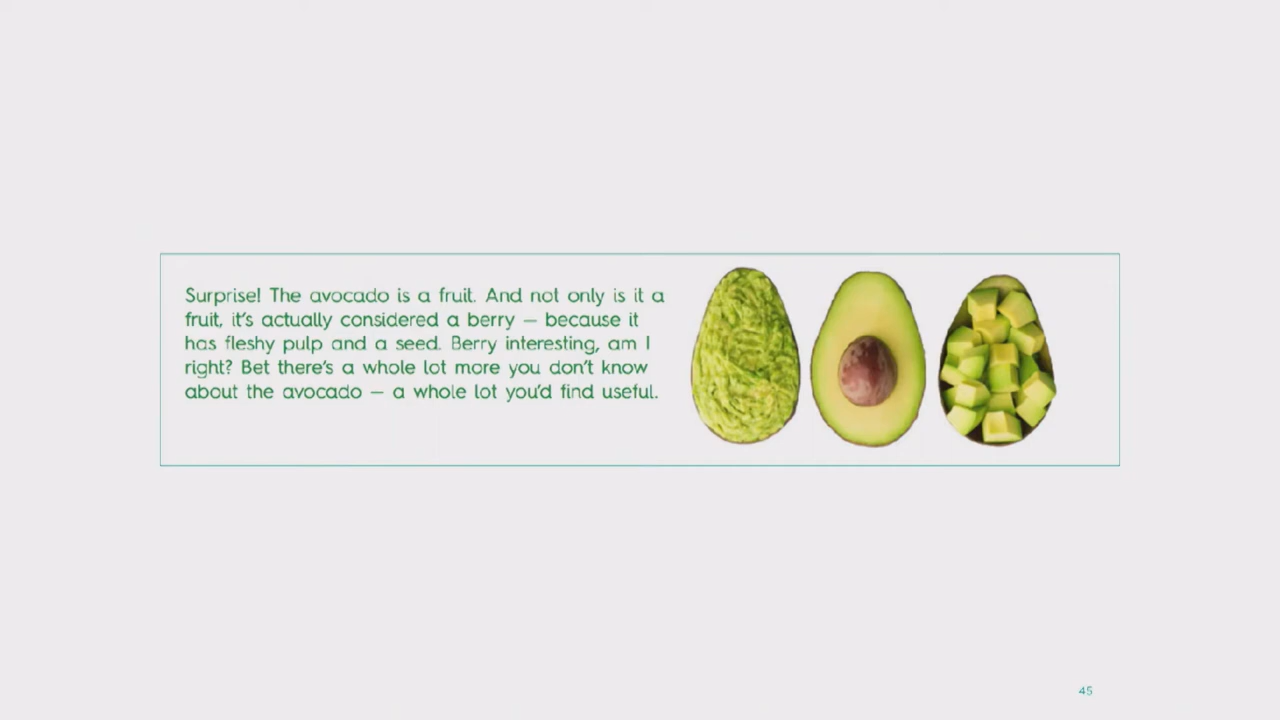 Surprise! The avocado is a fruit. And not only is it a
fruit, it's actually considered a berry — because it
has fleshy pulp and a seed. Berry interesting, am I
right? Bet there's a whole lot more you don't know
about the avocado — a whole lot you'd find useful.
45